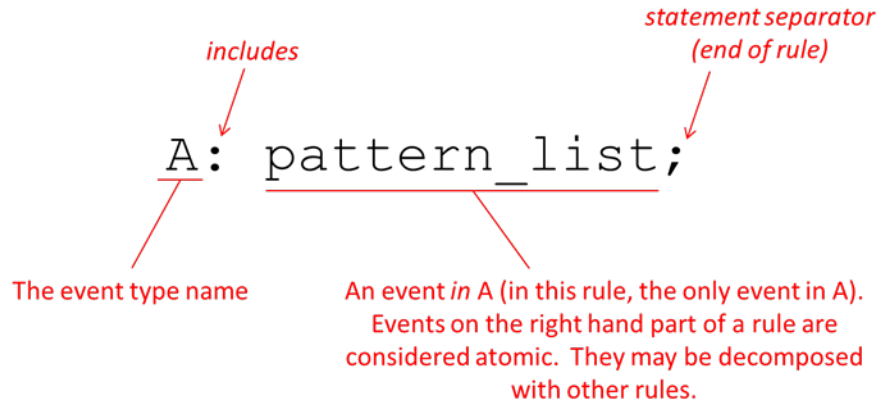 statement separator
(end of rule)
includes
A: pattern_list;
The event type name
An event in A (in this rule, the only event in A).
Events on the right hand part of a rule are
considered atomic. They may be decomposed
with other rules.